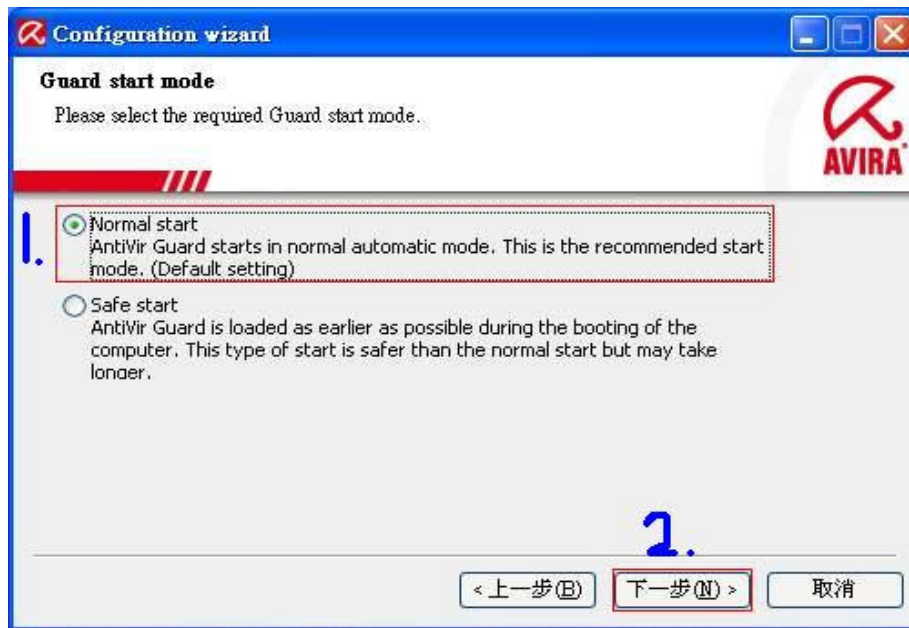 Configuration wizard
Guard start mode
Please select the required Guard start mode.
AVIRA
1.
Normal start
AntiVir Guard starts in normal automatic mode. This is the recommended start
mode. (Default setting)
Safe start
AntiVir Guard is loaded as earlier as possible during the booting of the
computer. This type of start is safer than the normal start but may take
longer.
2.
<上一步(B)
下一步(N)>
取消